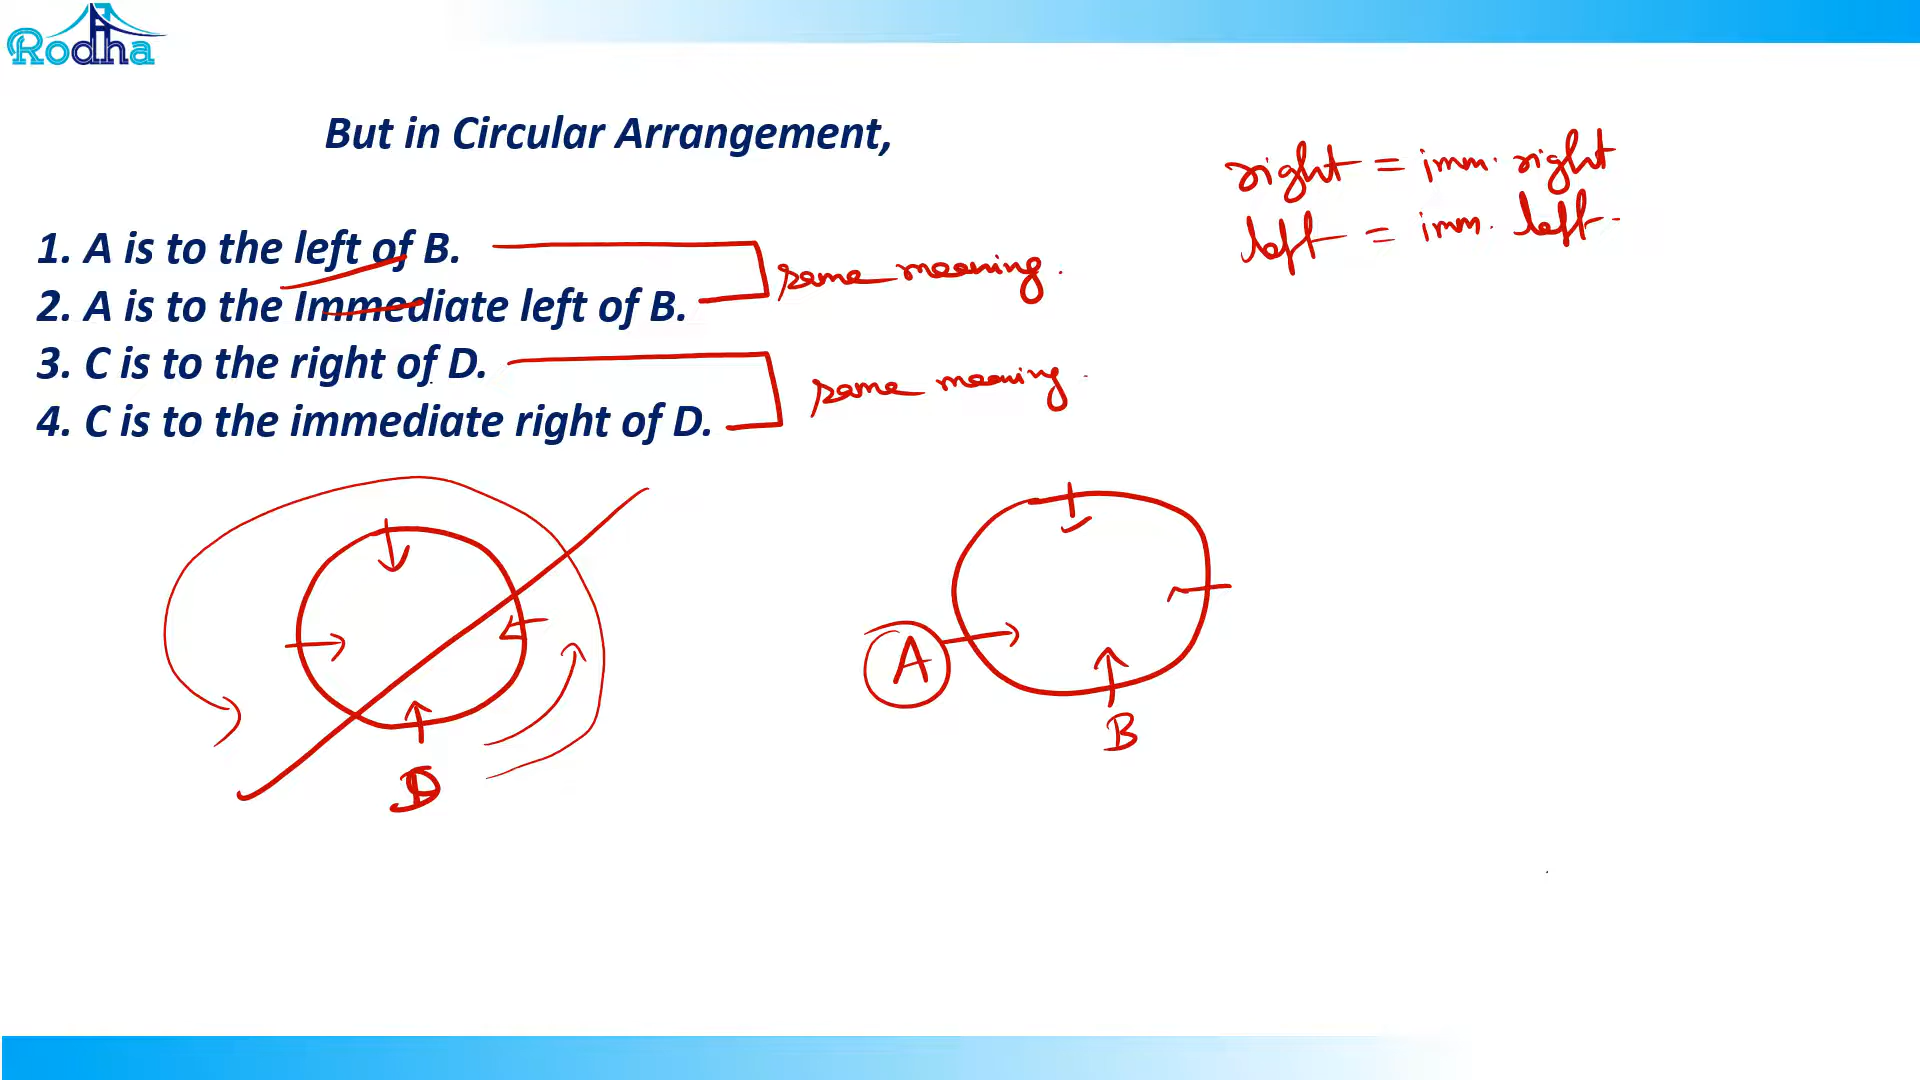 Rodha
But in Circular Arrangement,
right = imm. right
left = imm. left
1. A is to the left of B.
same meaning.
2. A is to the Immediate left of B.
3. C is to the right of D.
same meaning.
4. C is to the immediate right of D.
A
B
D